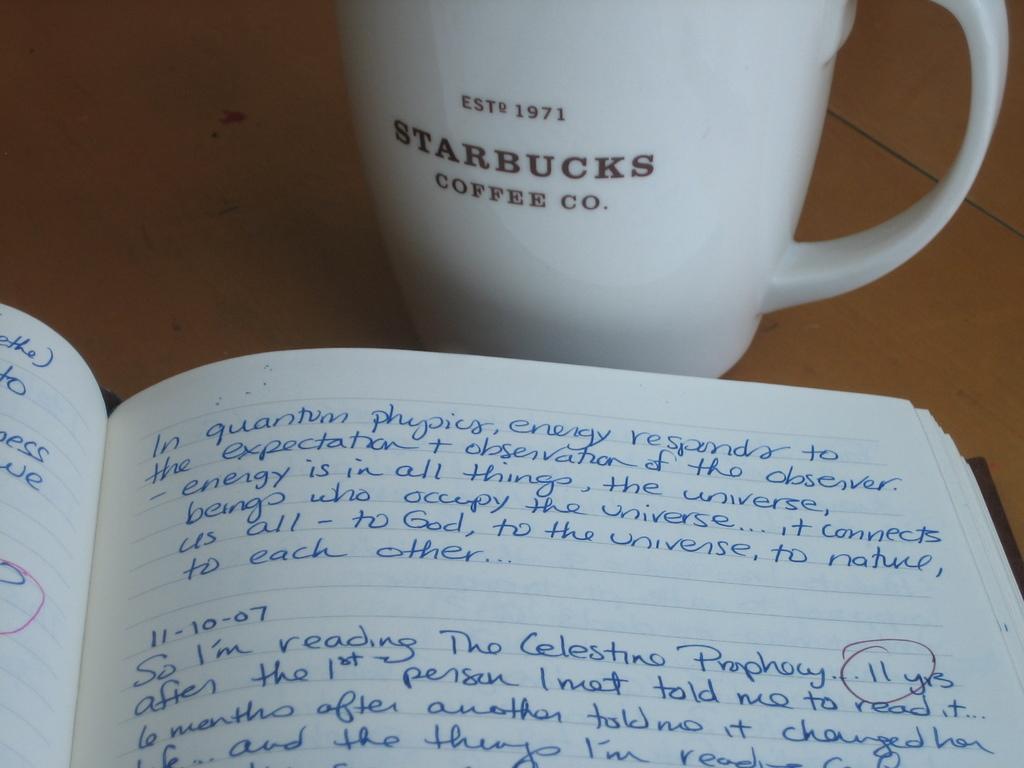 ESTD 1971
STARBUCKS
COFFEE CO.
to
ness
we
In quantum physics, energy responds to
the expectation + observation of the observer.
- energy is in all things, the universe,
beings who occupy the universe.... it connects
us all - to God, to the universe, to nature,
to each other...
11-10-07
So I'm reading The Celestine Prophecy... 11 yrs
after the 1st person I met told me to read it...
6 months after another told me it changed her
life... and the things I'm reading